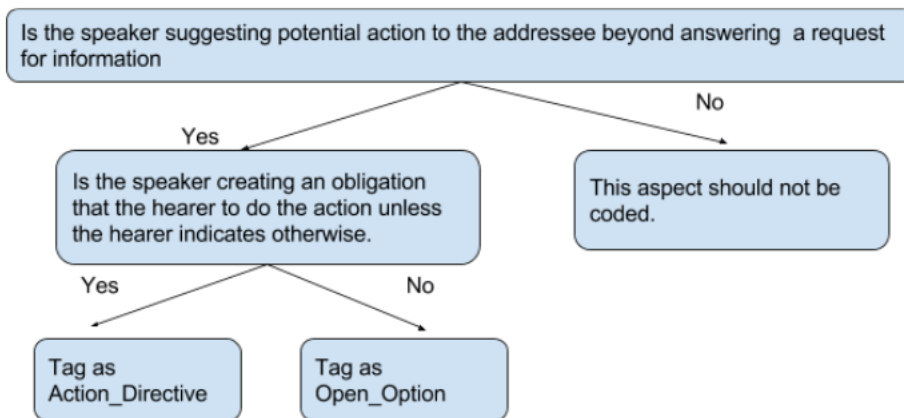 Is the speaker suggesting potential action to the addressee beyond answering  a request
for information
No
Yes
Is the speaker creating an obligation
that the hearer to do the action unless
the hearer indicates otherwise.
This aspect should not be
coded.
Yes
No
Tag as
Action_Directive
Tag as
Open_Option